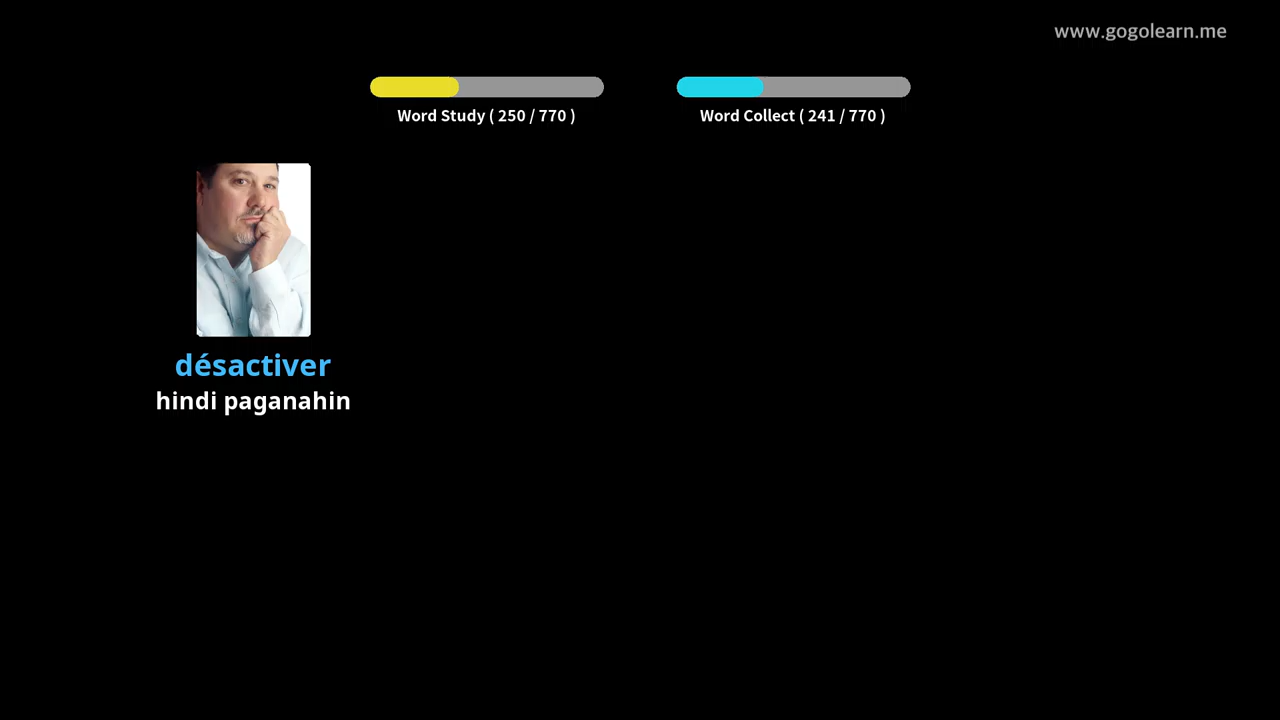 www.gogolearn.me
Word Study ( 250 / 770 )
Word Collect ( 241 / 770 )
désactiver
hindi paganahin